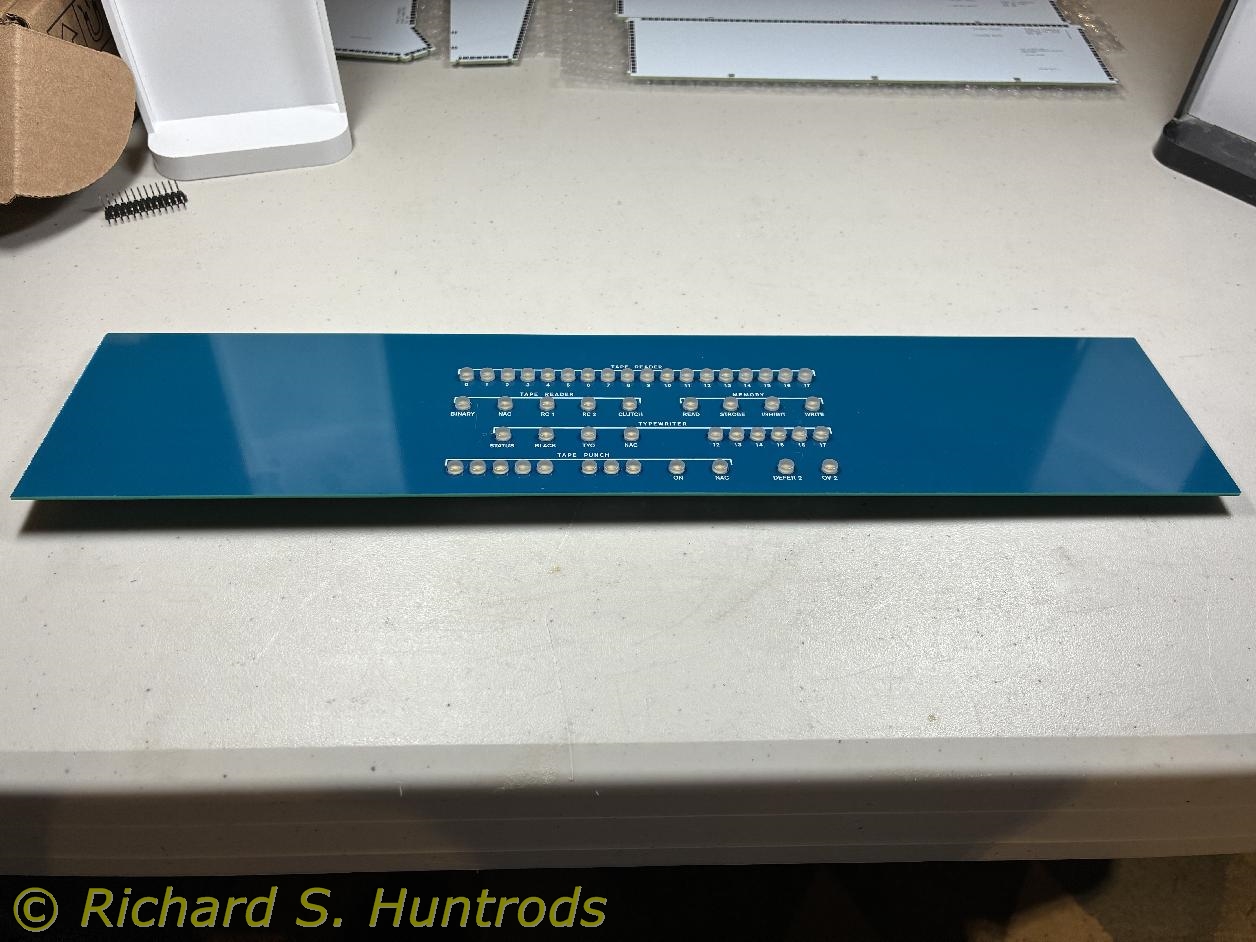 TAPE READER
0 1 2 3 4 5 6 7 8 9 10 11 12 13 14 15 16 17
TAPE READER MEMORY
BINARY NAC RC 1 RC 2 CLUTCH READ STROBE INHIBIT WRITE
TYPEWRITER
STATUS BLACK TYO NAC 12 13 14 15 16 17
TAPE PUNCH
ON NAC DEFER 2 OV 2
© Richard S. Huntrods